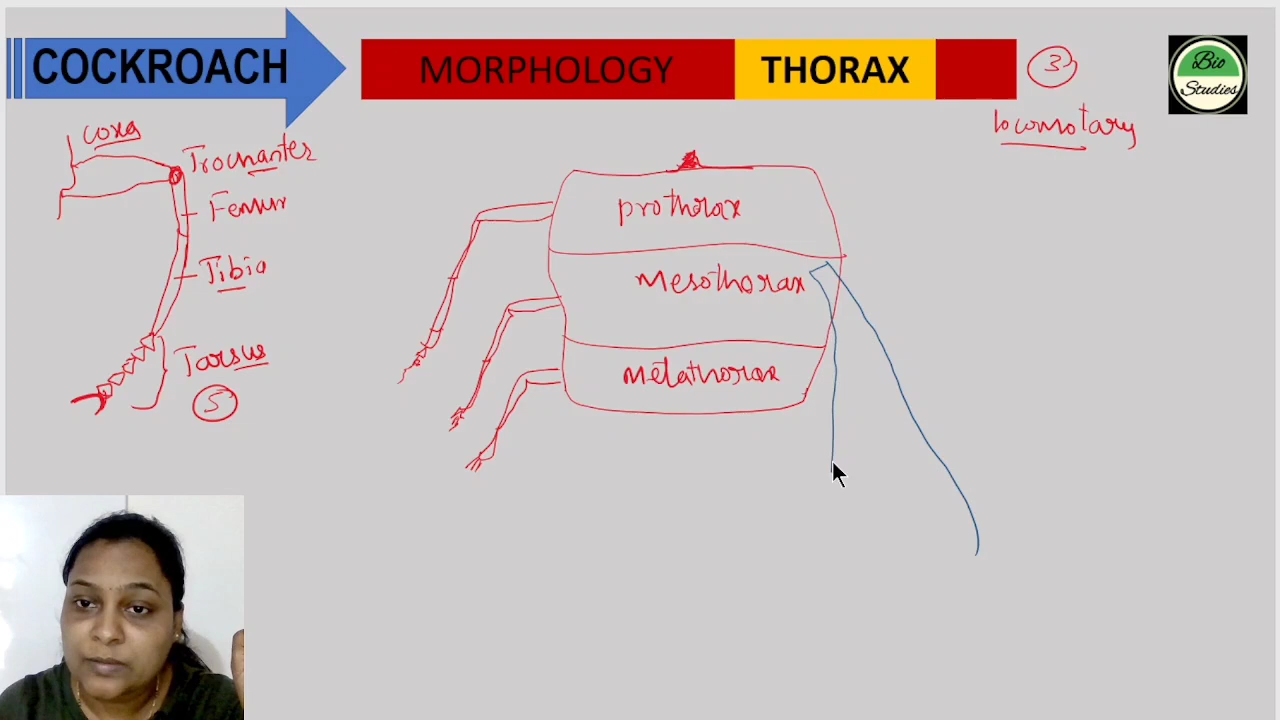 COCKROACH
MORPHOLOGY
THORAX
3
Bio
Studies
locomotary
coxa
Trochanter
Femur
Tibia
Tarsus
5
prothorax
mesothorax
metathorax